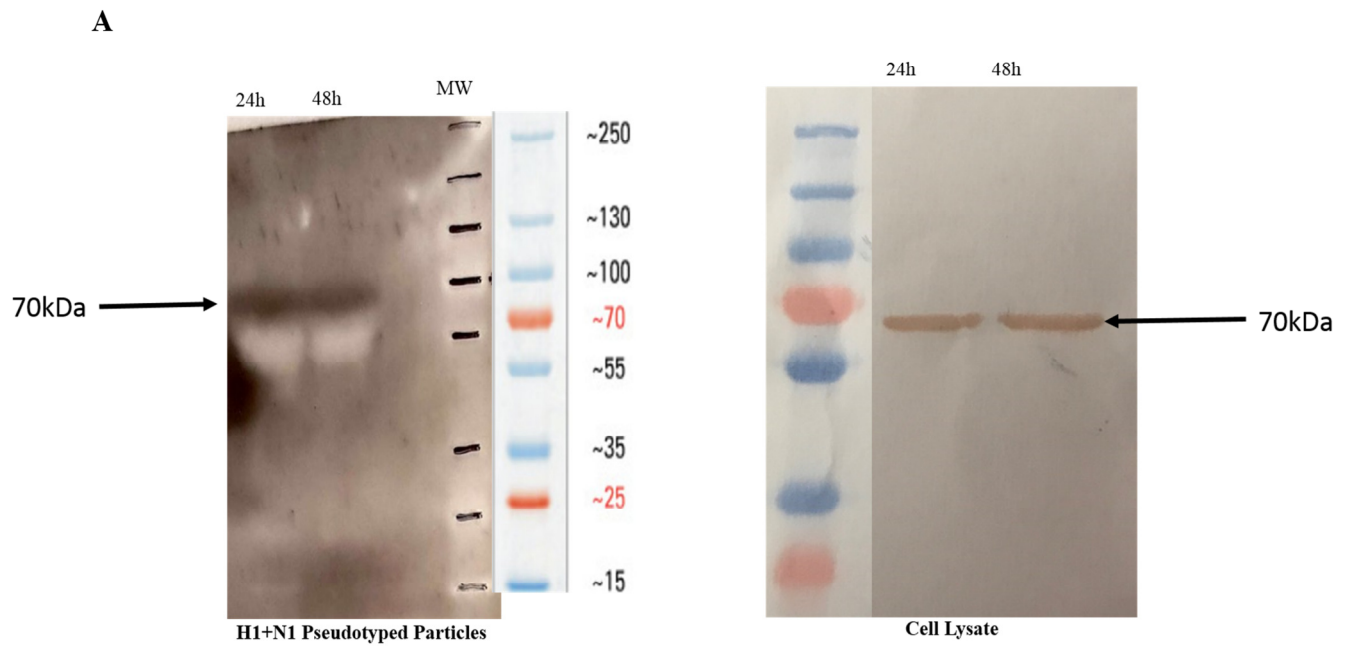 A
24h 48h MW
~250
~130
~100
~70
~55
~35
~25
~15
70kDa
H1+N1 Pseudotyped Particles
24h 48h
70kDa
Cell Lysate